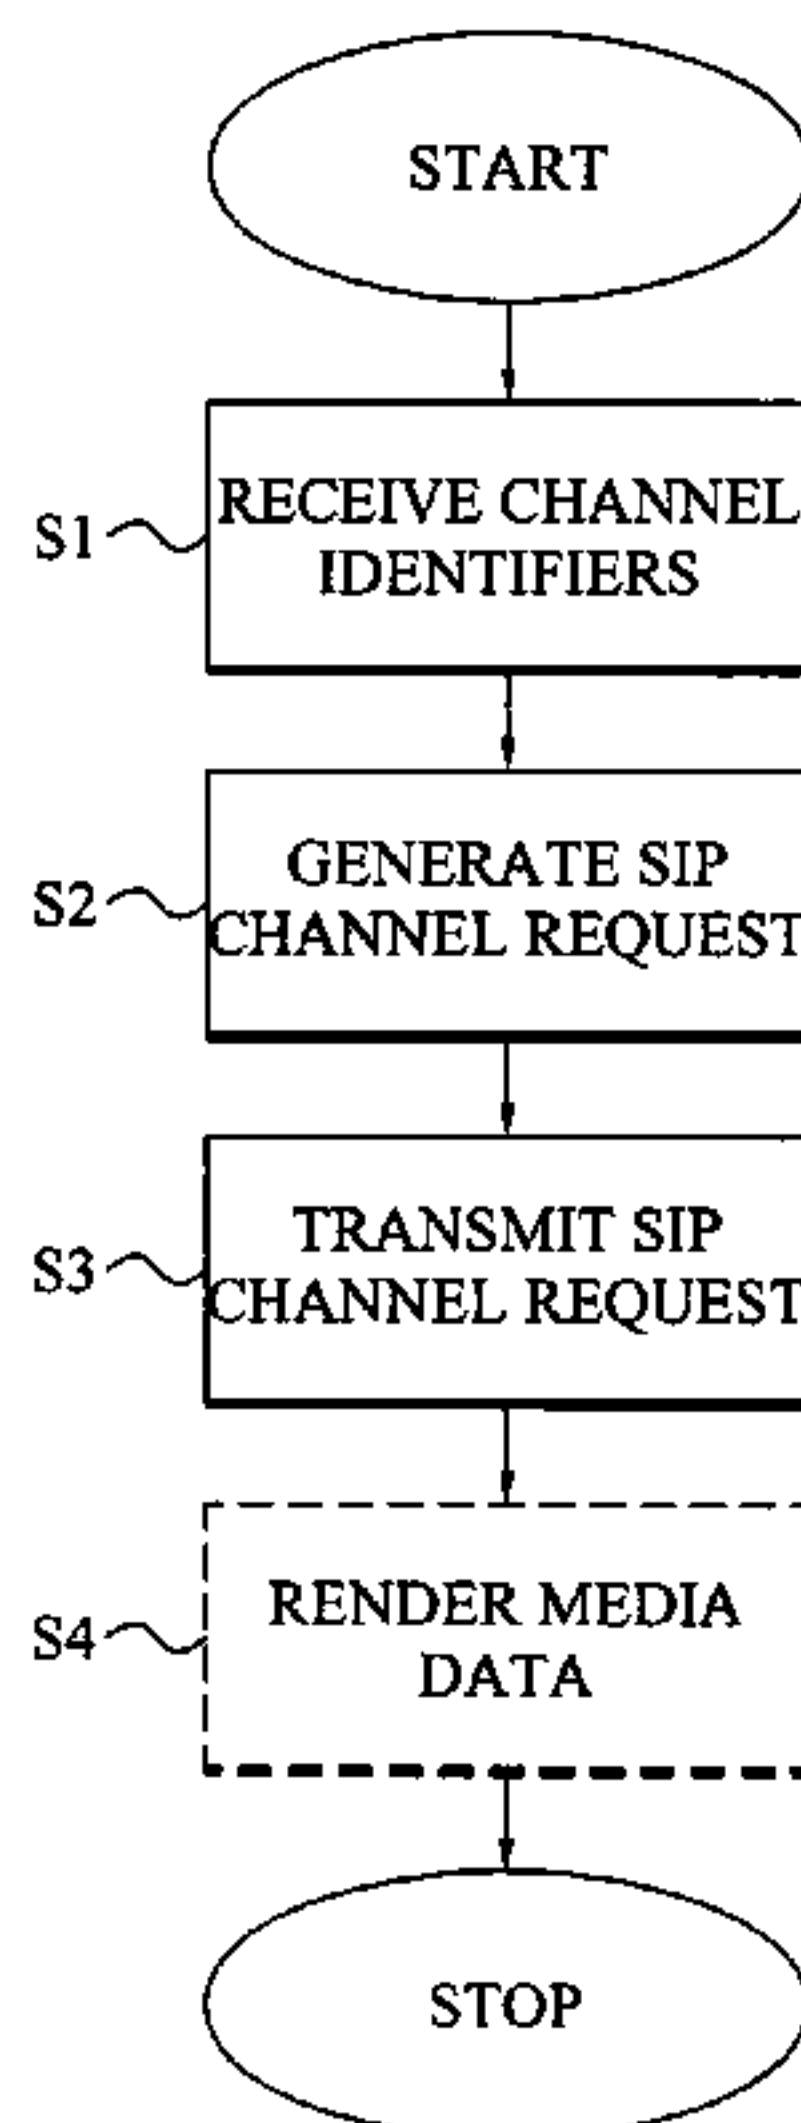 START
S1
RECEIVE CHANNEL
IDENTIFIERS
S2
GENERATE SIP
CHANNEL REQUEST
S3
TRANSMIT SIP
CHANNEL REQUEST
S4
RENDER MEDIA
DATA
STOP